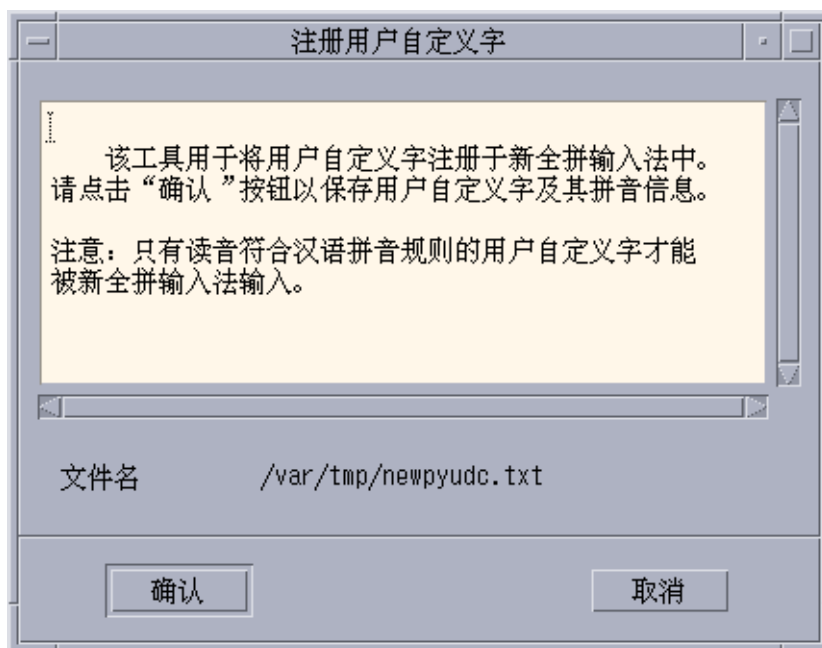 注册用户自定义字
该工具用于将用户自定义字注册于新全拼输入法中。
请点击“确认”按钮以保存用户自定义字及其拼音信息。
注意：只有读音符合汉语拼音规则的用户自定义字才能
被新全拼输入法输入。
文件名 /var/tmp/newpyudc.txt
确认 取消